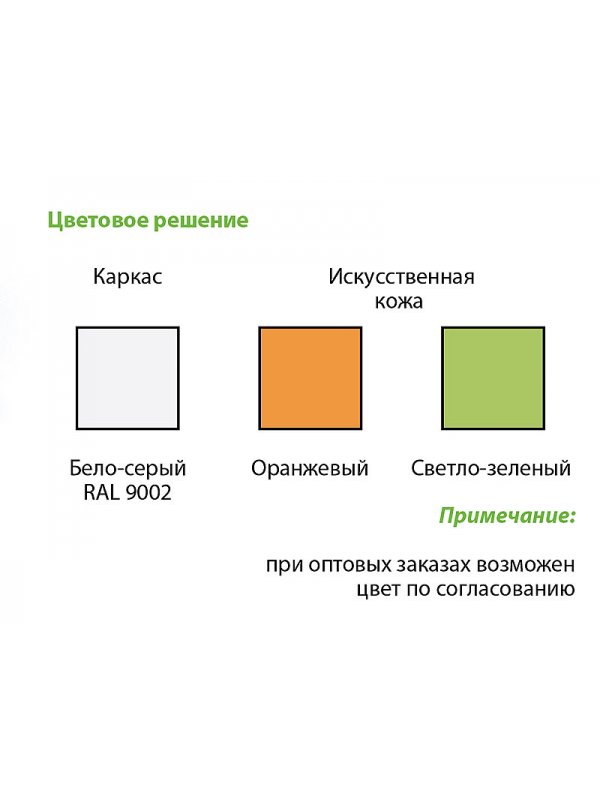 Цветовое решение
Каркас
Искусственная
кожа
Бело-серый
RAL 9002
Оранжевый
Светло-зеленый
Примечание:
при оптовых заказах возможен
цвет по согласованию